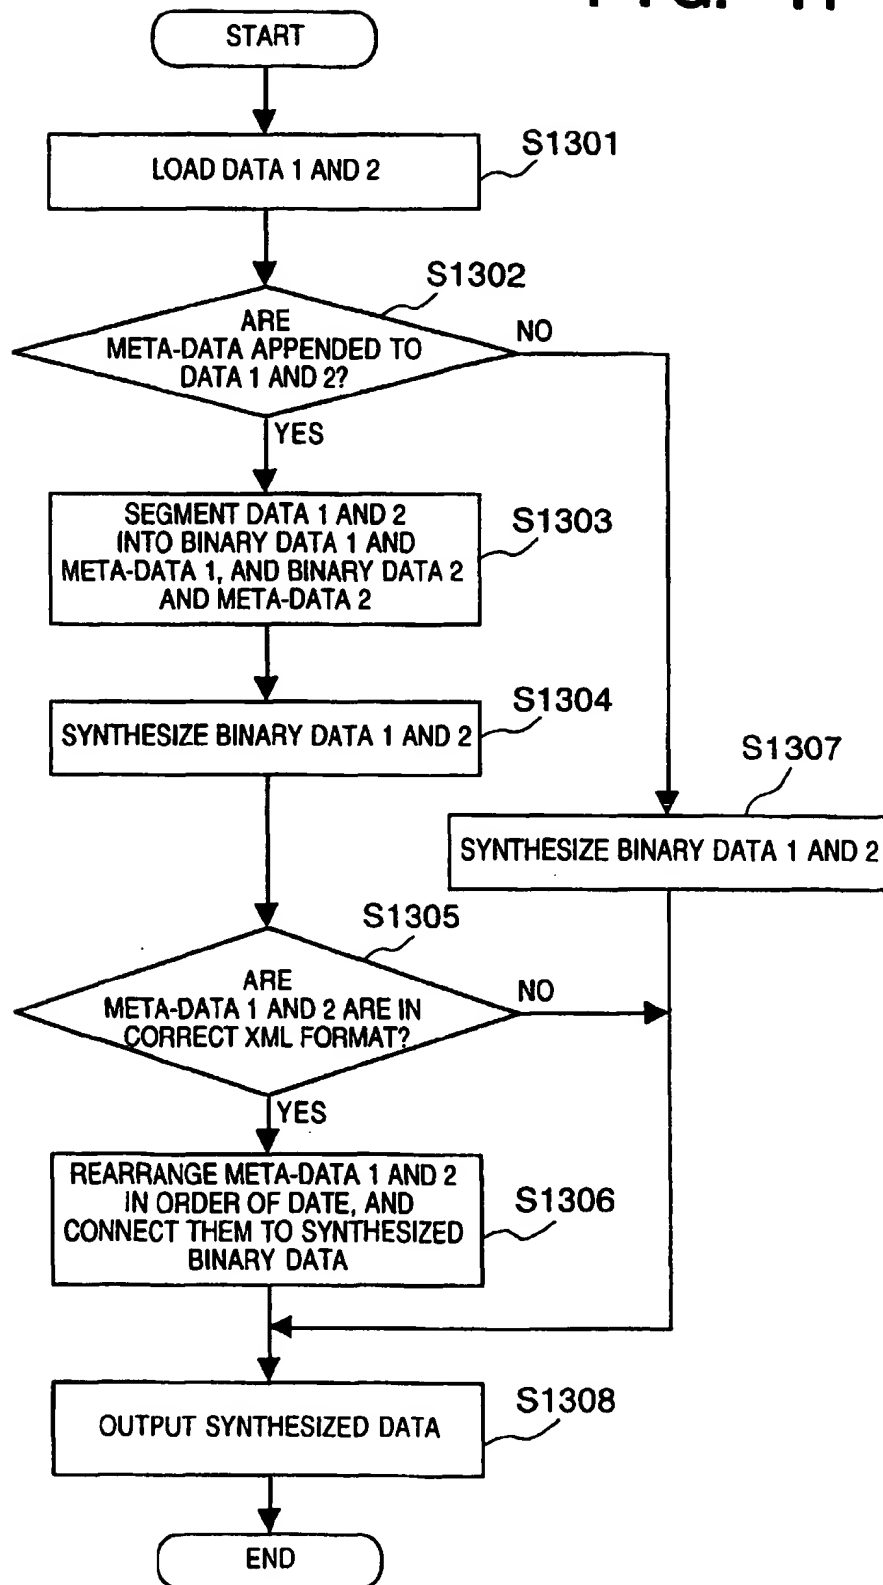 START
S1301
LOAD DATA 1 AND 2
S1302
ARE
META-DATA APPENDED TO
DATA 1 AND 2?
NO
YES
SEGMENT DATA 1 AND 2
INTO BINARY DATA 1 AND
META-DATA 1, AND BINARY DATA 2
AND META-DATA 2
S1303
S1304
SYNTHESIZE BINARY DATA 1 AND 2
S1307
SYNTHESIZE BINARY DATA 1 AND 2
S1305
ARE
META-DATA 1 AND 2 ARE IN
CORRECT XML FORMAT?
NO
YES
REARRANGE META-DATA 1 AND 2
IN ORDER OF DATE, AND
CONNECT THEM TO SYNTHESIZED
BINARY DATA
S1306
S1308
OUTPUT SYNTHESIZED DATA
END